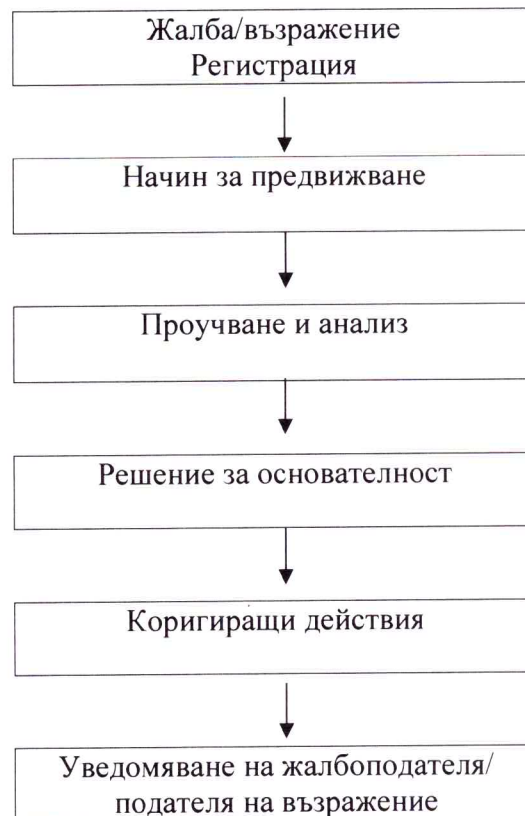 Жалба/възражение
Регистрация
Начин за предвижване
Проучване и анализ
Решение за основателност
Коригиращи действия
Уведомяване на жалбоподателя/
подателя на възражение